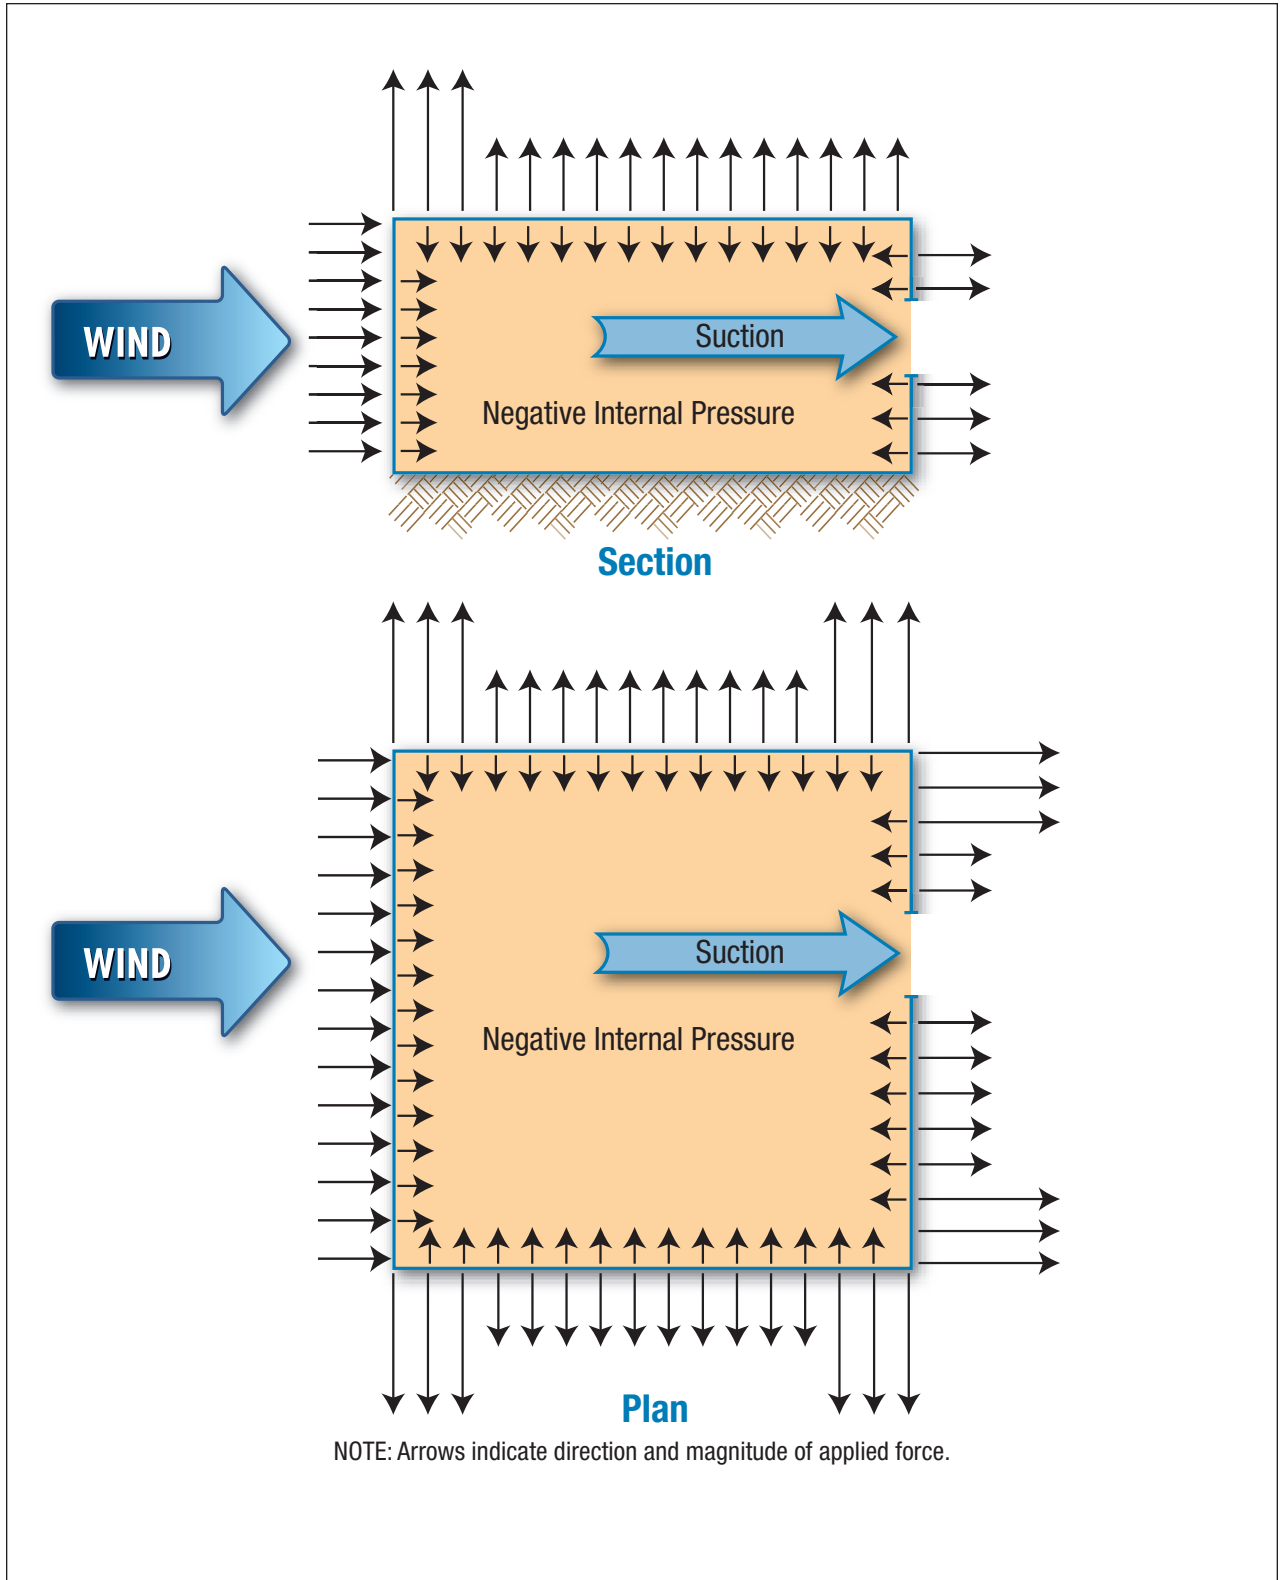 WIND
Suction
Negative Internal Pressure
Section
WIND
Suction
Negative Internal Pressure
Plan
NOTE: Arrows indicate direction and magnitude of applied force.